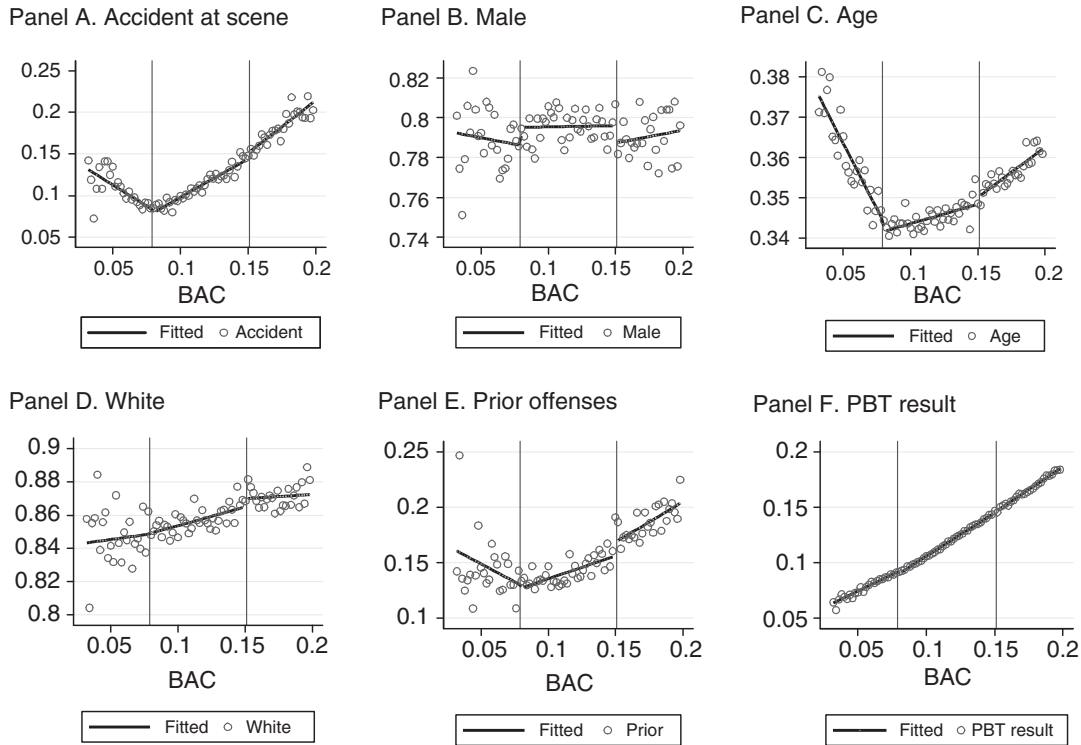 Panel A. Accident at scene
0.25
0.2
0.15
0.1
0.05
0.05 0.1 0.15 0.2
BAC
Fitted Accident
Panel B. Male
0.82
0.8
0.78
0.76
0.74
0.05 0.1 0.15 0.2
BAC
Fitted Male
Panel C. Age
0.38
0.37
0.36
0.35
0.34
0.05 0.1 0.15 0.2
BAC
Fitted Age
Panel D. White
0.9
0.88
0.86
0.84
0.82
0.8
0.05 0.1 0.15 0.2
BAC
Fitted White
Panel E. Prior offenses
0.25
0.2
0.15
0.1
0.05 0.1 0.15 0.2
BAC
Fitted Prior
Panel F. PBT result
0.2
0.15
0.1
0.05
0.05 0.1 0.15 0.2
BAC
Fitted PBT result